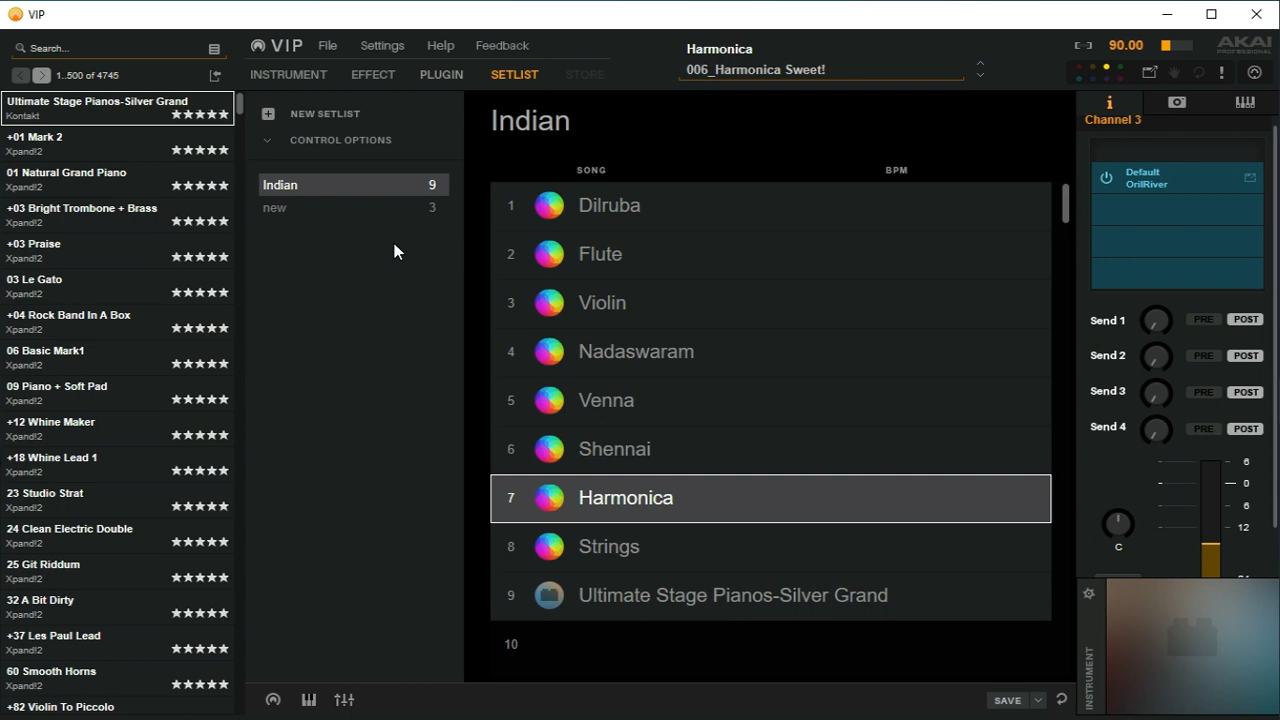 VIP
Search...
1..500 of 4745
Ultimate Stage Pianos-Silver Grand
Kontakt
+01 Mark 2
Xpand!2
01 Natural Grand Piano
Xpand!2
+03 Bright Trombone + Brass
Xpand!2
+03 Praise
Xpand!2
03 Le Gato
Xpand!2
+04 Rock Band In A Box
Xpand!2
06 Basic Mark1
Xpand!2
09 Piano + Soft Pad
Xpand!2
+12 Whine Maker
Xpand!2
+18 Whine Lead 1
Xpand!2
23 Studio Strat
Xpand!2
24 Clean Electric Double
Xpand!2
25 Git Riddum
Xpand!2
32 A Bit Dirty
Xpand!2
+37 Les Paul Lead
Xpand!2
60 Smooth Horns
Xpand!2
+82 Violin To Piccolo
VIP File Settings Help Feedback
INSTRUMENT EFFECT PLUGIN SETLIST STORE
Harmonica
006_Harmonica Sweet!
90.00
AKAI
PROFESSIONAL
NEW SETLIST
CONTROL OPTIONS
Indian 9
new 3
Indian
SONG BPM
1 Dilruba
2 Flute
3 Violin
4 Nadaswaram
5 Venna
6 Shennai
7 Harmonica
8 Strings
9 Ultimate Stage Pianos-Silver Grand
10
SAVE
i
Channel 3
Default
OrilRiver
Send 1 PRE POST
Send 2 PRE POST
Send 3 PRE POST
Send 4 PRE POST
6
0
6
12
C
INSTRUMENT